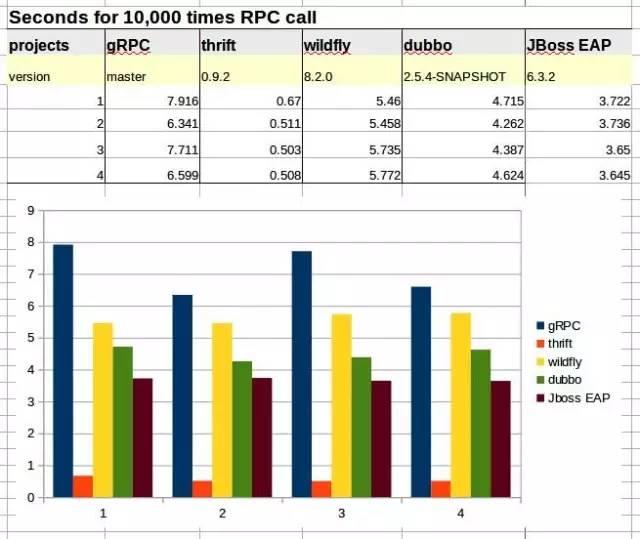 Seconds for 10,000 times RPC call
projects gRPC thrift wildfly dubbo JBoss EAP
version master 0.9.2 8.2.0 2.5.4-SNAPSHOT 6.3.2
1 7.916 0.67 5.46 4.715 3.722
2 6.341 0.511 5.458 4.262 3.736
3 7.711 0.503 5.735 4.387 3.65
4 6.599 0.508 5.772 4.624 3.645
9
8
7
6
5
4
3
2
1
0
1 2 3 4
gRPC
thrift
wildfly
dubbo
Jboss EAP